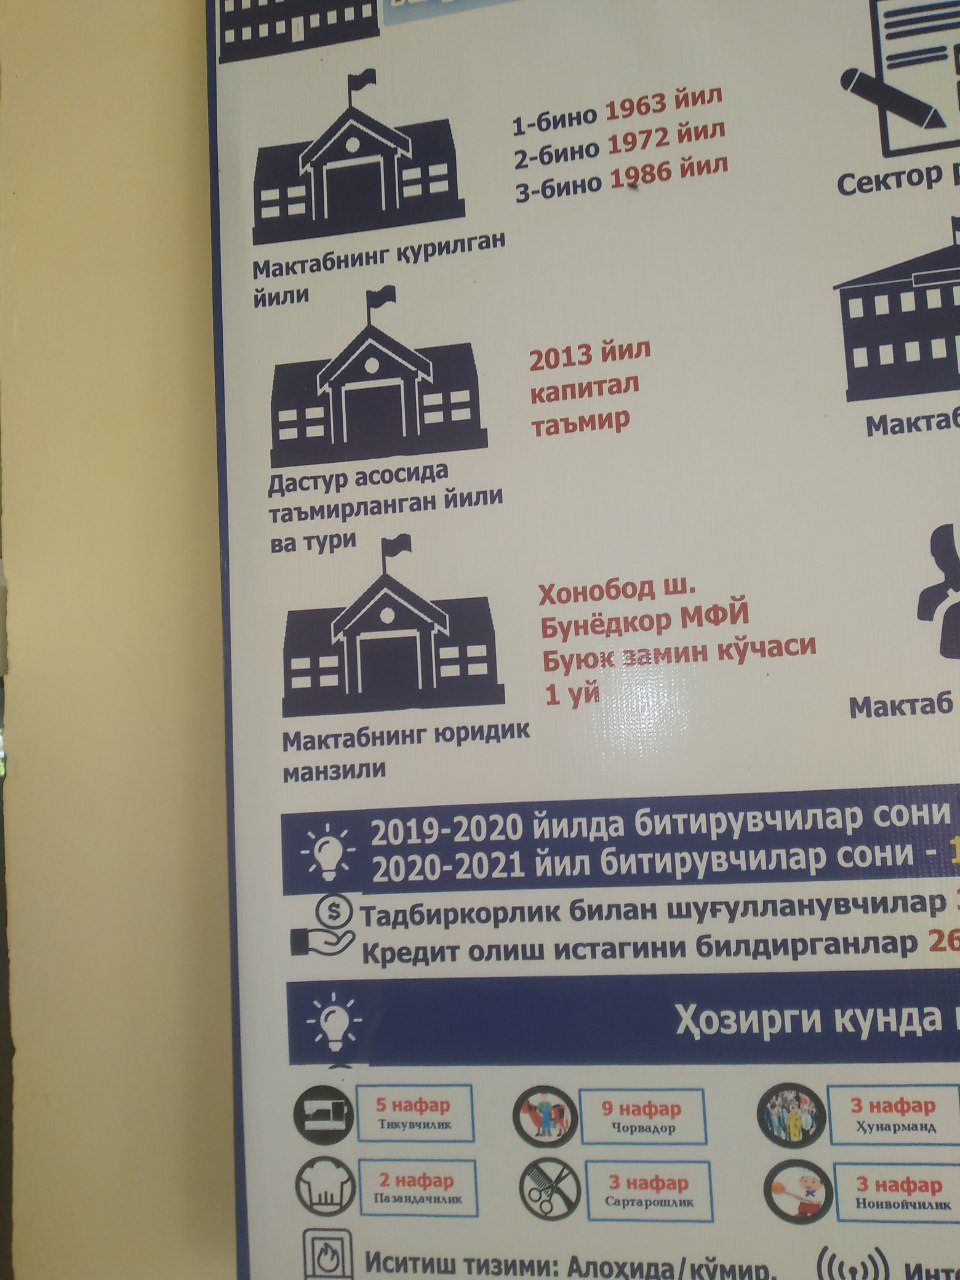 1-бино 1963 йил
2-бино 1972 йил
3-бино 1986 йил
Мактабнинг қурилган
йили
Сектор
2013 йил
капитал
таъмир
Дастур асосида
таъмирланган йили
ва тури
Мактаб
Хонобод ш.
Бунёдкор МФЙ
Буюк замин кўчаси
1 уй
Мактабнинг юридик
манзили
Мактаб
2019-2020 йилда битирувчилар сони
2020-2021 йил битирувчилар сони -
Тадбиркорлик билан шуғулланувчилар
Кредит олиш истагини билдирганлар 26
Ҳозирги кунда
5 нафар
Тикувчилик
9 нафар
Чорвадор
3 нафар
Ҳунарманд
2 нафар
Пазандачилик
3 нафар
Сартарошлик
3 нафар
Нонвойчилик
Иситиш тизими: Алоҳида/кўмир.